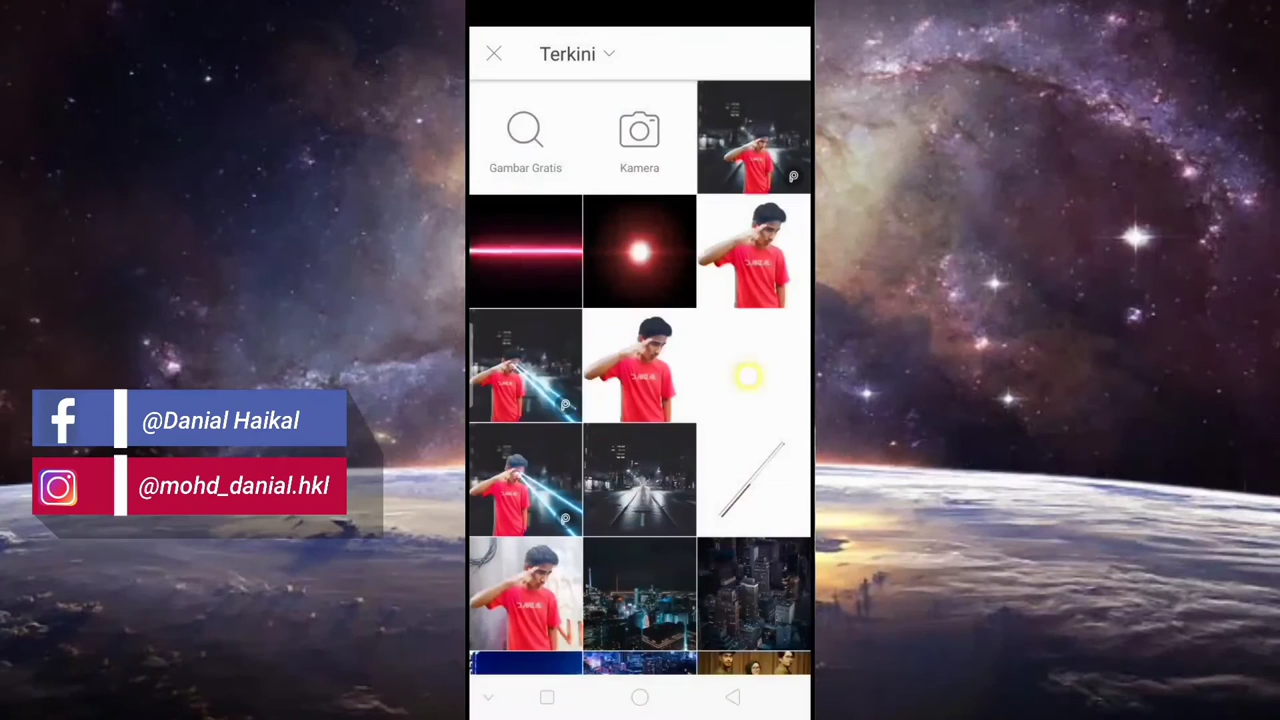 Terkini
Gambar Gratis
Kamera
@Danial Haikal
@mohd_danial.hkl